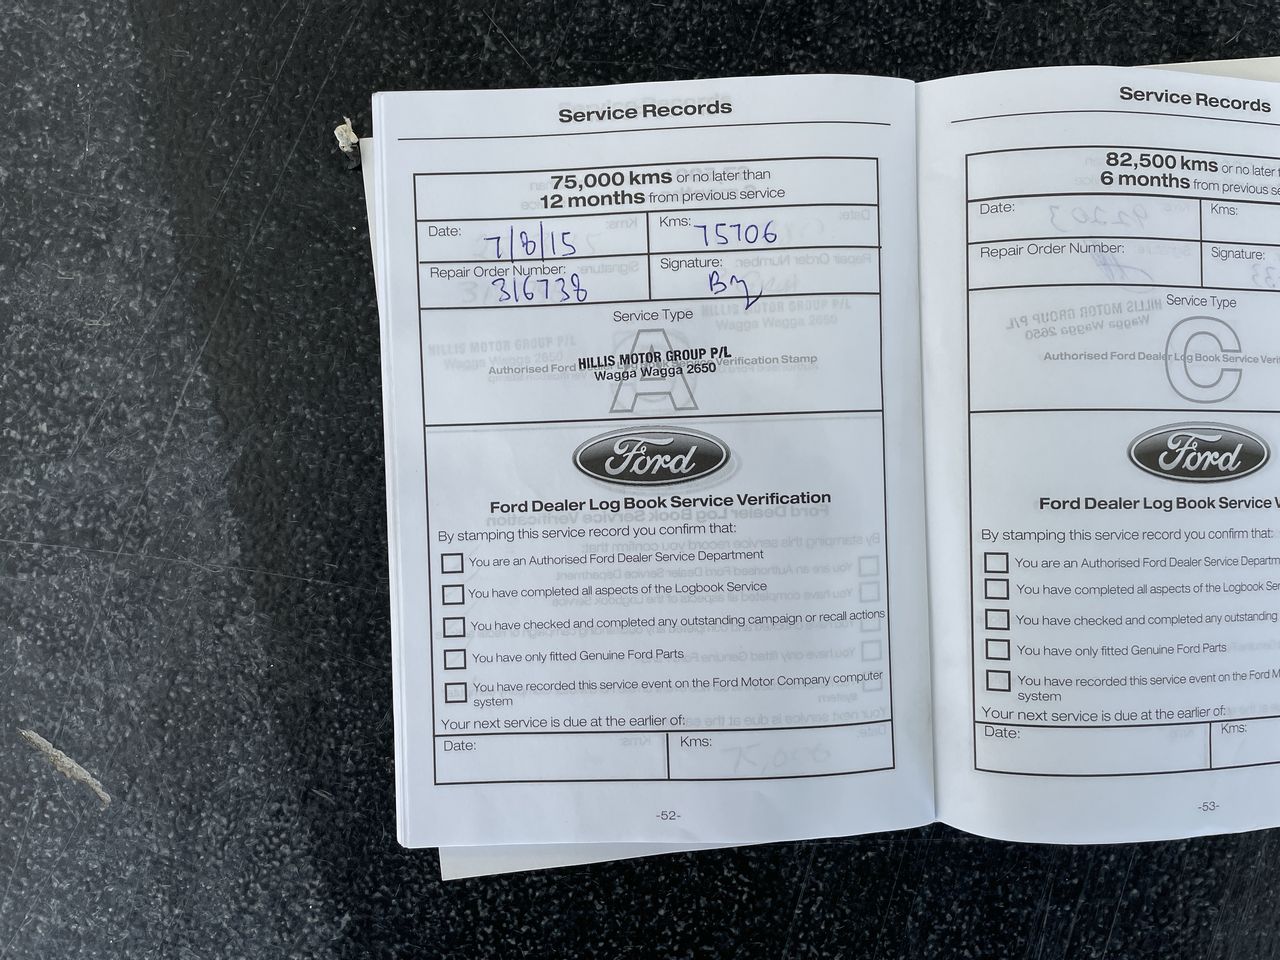 Service Records
75,000 kms or no later than
12 months from previous service
Date: 7/8/15
Kms: 75706
Repair Order Number: 316738
Signature:
Service Type
A
HILLIS MOTOR GROUP P/L
Wagga Wagga 2650
Authorised Ford Dealer Log Book Service Verification Stamp
Ford
Ford Dealer Log Book Service Verification
By stamping this service record you confirm that:
You are an Authorised Ford Dealer Service Department
You have completed all aspects of the Logbook Service
You have checked and completed any outstanding campaign or recall actions
You have only fitted Genuine Ford Parts
You have recorded this service event on the Ford Motor Company computer
system
Your next service is due at the earlier of:
Date:
Kms:
-52-
Service Records
82,500 kms or no later
6 months from previous
Date:
Kms:
Repair Order Number:
Signature:
Service Type
C
Authorised Ford Dealer Log Book Service
Ford
Ford Dealer Log Book Service
By stamping this service record you confirm that:
You are an Authorised Ford Dealer Service
You have completed all aspects of the Logbook
You have checked and completed any outstanding
You have only fitted Genuine Ford Parts
You have recorded this service event on the Ford
system
Your next service is due at the earlier of:
Date:
Kms:
-53-